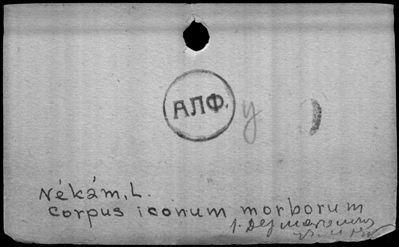 АЛФ. y
Nékám, L.
Corpus iconum morborum